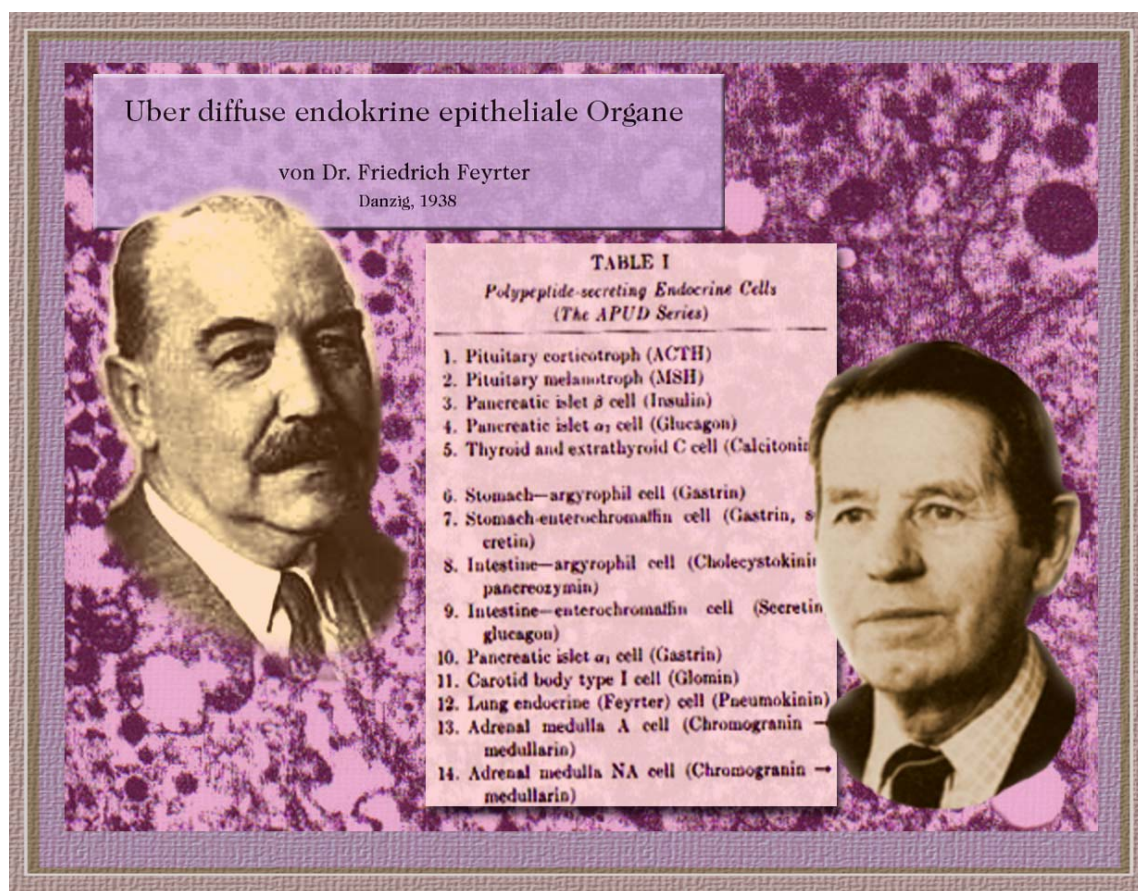 Uber diffuse endokrine epitheliale Organe
von Dr. Friedrich Feyrter
Danzig, 1938
TABLE I
Polypeptide-secreting Endocrine Cells
(The APUD Series)
1. Pituitary corticotroph (ACTH)
2. Pituitary melanotroph (MSH)
3. Pancreatic islet β cell (Insulin)
4. Pancreatic islet α₂ cell (Glucagon)
5. Thyroid and extrathyroid C cell (Calcitonin
6. Stomach—argyrophil cell (Gastrin)
7. Stomach-enterochromaffin cell (Gastrin, s
cretin)
8. Intestine—argyrophil cell (Cholecystokinin
pancreozymin)
9. Intestine—enterochromaffin cell (Secretin
glucagon)
10. Pancreatic islet α₁ cell (Gastrin)
11. Carotid body type I cell (Glomin)
12. Lung endocrine (Feyrter) cell (Pneumokinin)
13. Adrenal medulla A cell (Chromogranin →
medullarin)
14. Adrenal medulla NA cell (Chromogranin →
medullarin)